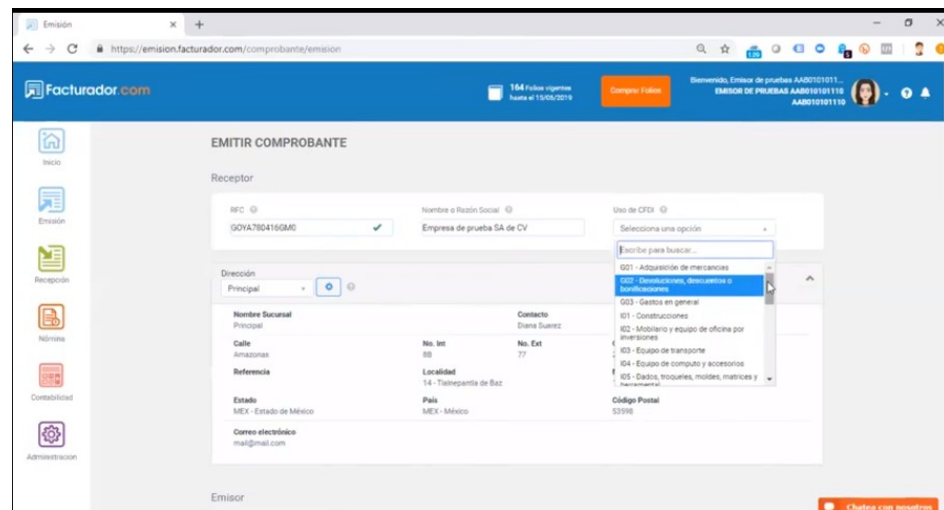 Emisión
https://emision.facturador.com/comprobante/emision
Facturador.com
164 Folios vigentes
hasta el 15/05/2019
Comprar Folios
Bienvenido, Emisor de pruebas AAB0101011...
EMISOR DE PRUEBAS AAB010101110
AAB010101110
Inicio
Emisión
Recepción
Nómina
Contabilidad
Administracion
EMITIR COMPROBANTE
Receptor
RFC
GOYA780416GM0
Nombre o Razón Social
Empresa de prueba SA de CV
Uso de CFDI
Selecciona una opción
Escribe para buscar...
G01 - Adquisición de mercancias
G02 - Devoluciones, descuentos o
bonificaciones
G03 - Gastos en general
I01 - Construcciones
I02 - Mobilario y equipo de oficina por
inversiones
I03 - Equipo de transporte
I04 - Equipo de computo y accesorios
I05 - Dados, troqueles, moldes, matrices y
herramental
Dirección
Principal
Nombre Sucursal
Principal
Contacto
Diana Suarez
Calle
Amazonas
No. Int
88
No. Ext
77
Referencia
Localidad
14 - Tlalnepantla de Baz
Estado
MEX - Estado de México
País
MEX - México
Código Postal
53598
Correo electrónico
mail@mail.com
Emisor
Chatea con nosotros